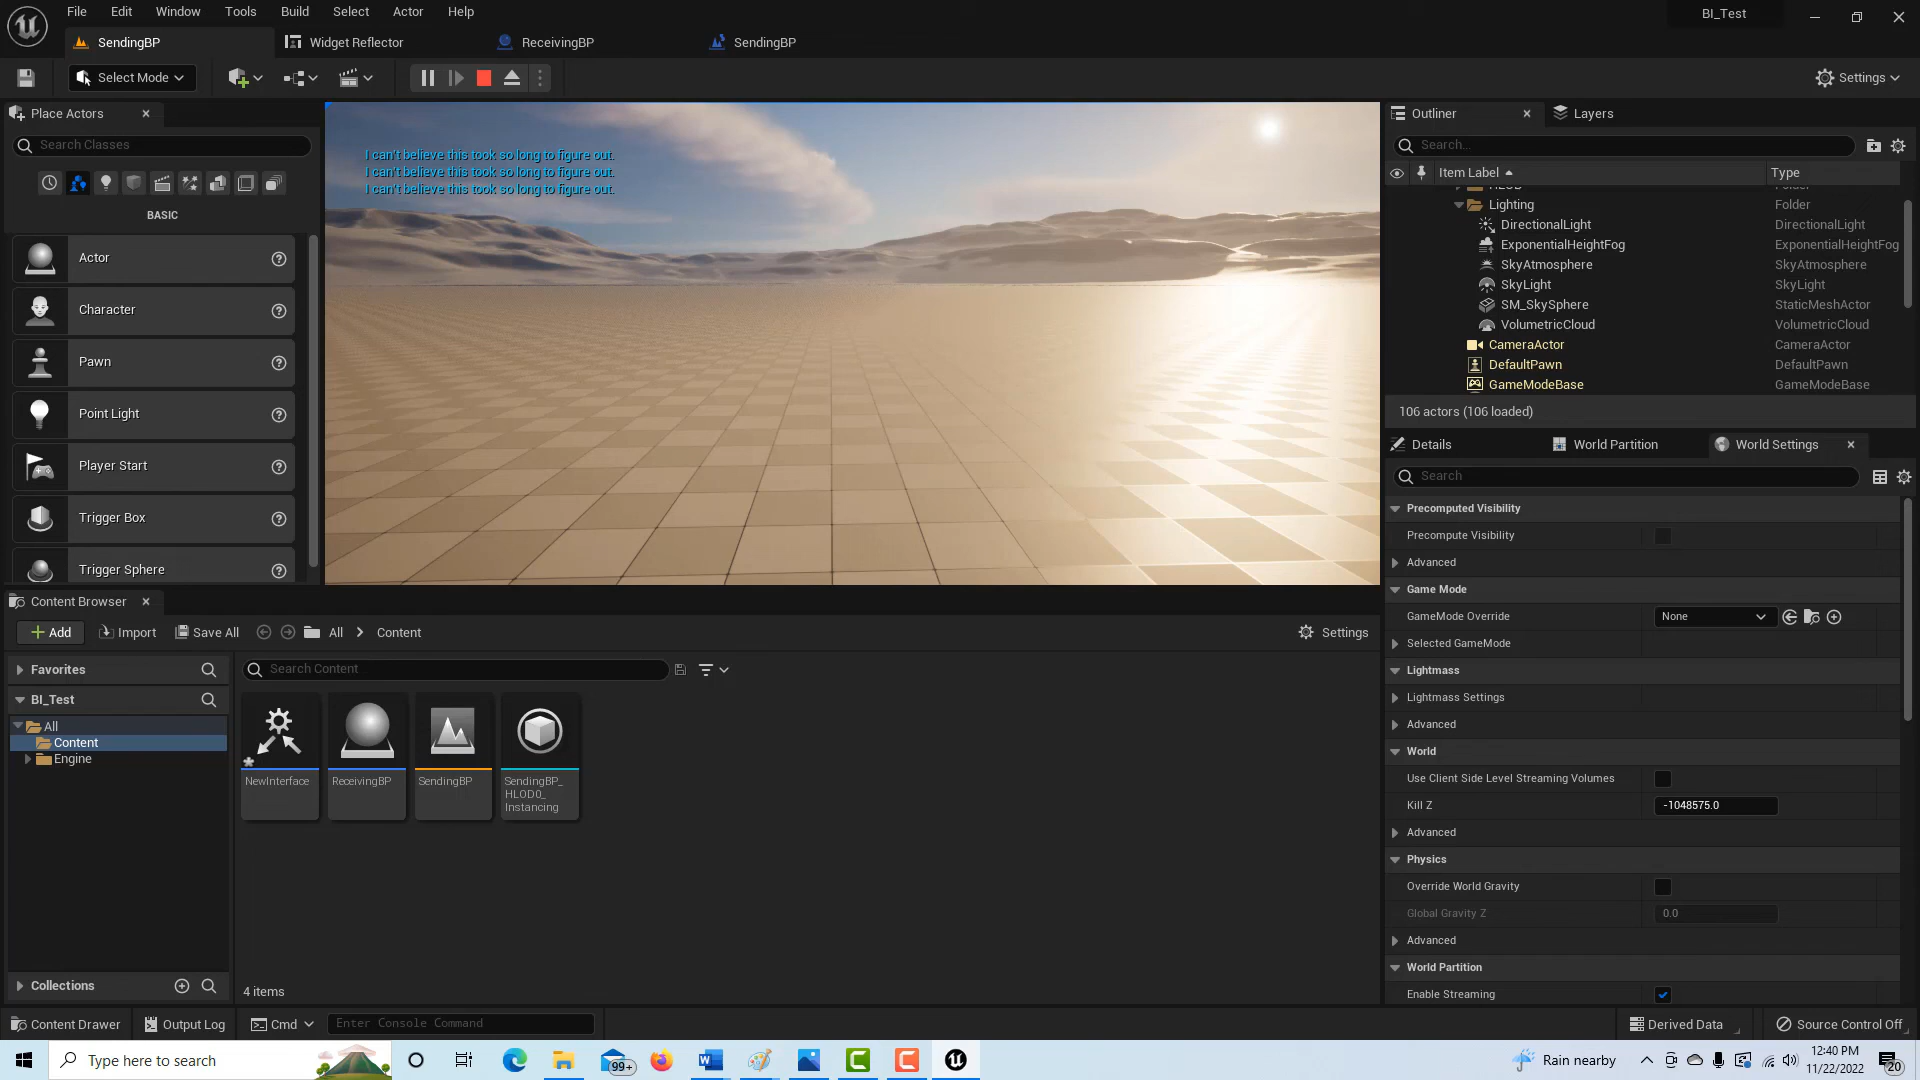 File Edit Window Tools Build Select Actor Help
BI_Test
SendingBP Widget Reflector ReceivingBP SendingBP
Select Mode
Settings
Place Actors
Search Classes
BASIC
Actor
Character
Pawn
Point Light
Player Start
Trigger Box
Trigger Sphere
I can't believe this took so long to figure out.
I can't believe this took so long to figure out.
I can't believe this took so long to figure out.
Outliner Layers
Search...
Item Label Type
Lighting Folder
DirectionalLight DirectionalLight
ExponentialHeightFog ExponentialHeightFog
SkyAtmosphere SkyAtmosphere
SkyLight SkyLight
SM_SkySphere StaticMeshActor
VolumetricCloud VolumetricCloud
CameraActor CameraActor
DefaultPawn DefaultPawn
GameModeBase GameModeBase
106 actors (106 loaded)
Details World Partition World Settings
Search
Precomputed Visibility
Precompute Visibility
Advanced
Game Mode
GameMode Override None
Selected GameMode
Lightmass
Lightmass Settings
Advanced
World
Use Client Side Level Streaming Volumes
Kill Z -1048575.0
Advanced
Physics
Override World Gravity
Global Gravity Z 0.0
Advanced
World Partition
Enable Streaming
Content Browser
Add Import Save All All Content Settings
Favorites
Search Content
BI_Test
All
Content
Engine
NewInterface
ReceivingBP
SendingBP
SendingBP_
HLOD0_
Instancing
Collections
4 items
Content Drawer Output Log Cmd Enter Console Command Derived Data Source Control Off
Type here to search
99+
Rain nearby
12:40 PM
11/22/2022
20